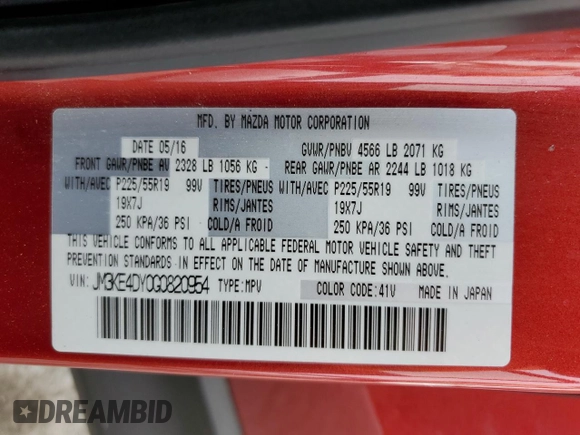 MFD. BY MAZDA MOTOR CORPORATION
DATE 05/16 GVWR/PNBV 4566 LB 2071 KG
FRONT GAWR/PNBE AV 2328 LB 1056 KG REAR GAWR/PNBE AR 2244 LB 1018 KG
WITH/AVEC P225/55R19 99V TIRES/PNEUS WITH/AVEC P225/55R19 99V TIRES/PNEUS
19X7J RIMS/JANTES 19X7J RIMS/JANTES
250 KPA/36 PSI COLD/A FROID 250 KPA/36 PSI COLD/A FROID
THIS VEHICLE CONFORMS TO ALL APPLICABLE FEDERAL MOTOR VEHICLE SAFETY AND THEFT
PREVENTION STANDARDS IN EFFECT ON THE DATE OF MANUFACTURE SHOWN ABOVE.
VIN: JM3KE4DY0G0820954 TYPE:MPV COLOR CODE:41V MADE IN JAPAN
DREAMBID